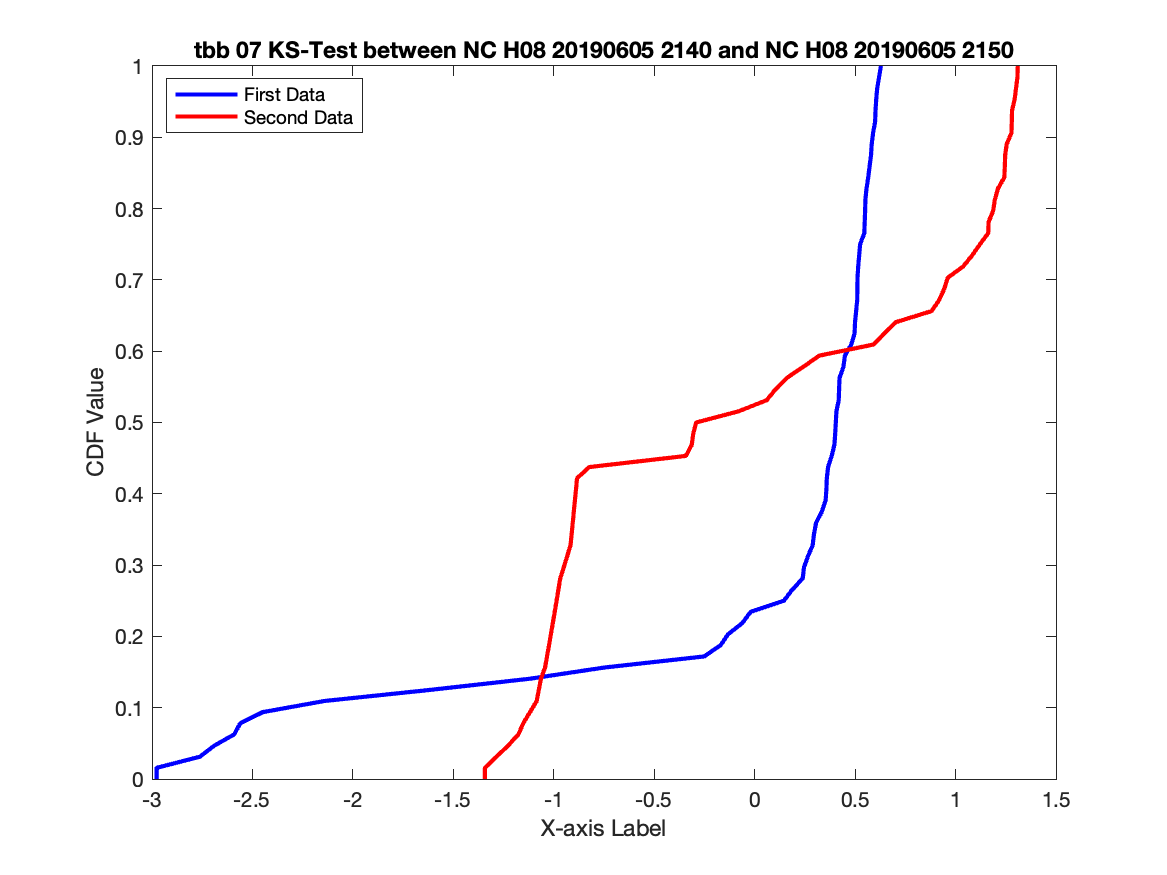 tbb 07 KS-Test between NC H08 20190605 2140 and NC H08 20190605 2150
First Data
Second Data
CDF Value
1
0.9
0.8
0.7
0.6
0.5
0.4
0.3
0.2
0.1
0
-3 -2.5 -2 -1.5 -1 -0.5 0 0.5 1 1.5
X-axis Label